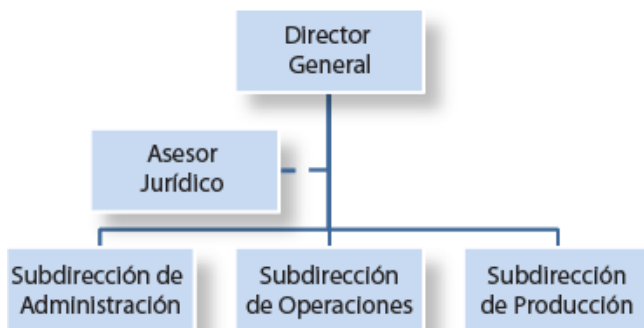 Director
General
Asesor
Jurídico
Subdirección de
Administración
Subdirección
de Operaciones
Subdirección
de Producción